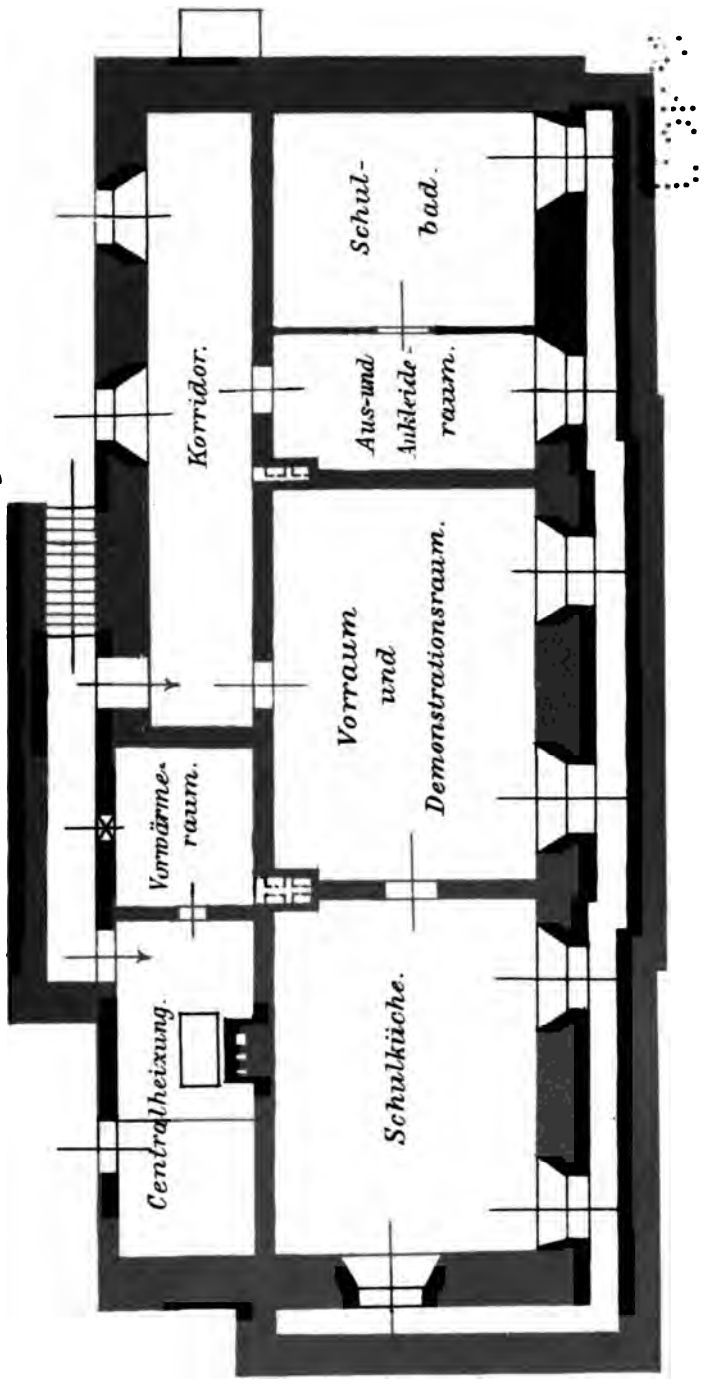 Centralheizung.
Vorwärme-
raum.
Korridor.
Schulküche.
Vorraum
und
Demonstrationsraum.
Aus-und
Ankleide-
raum.
Schul-
bad.